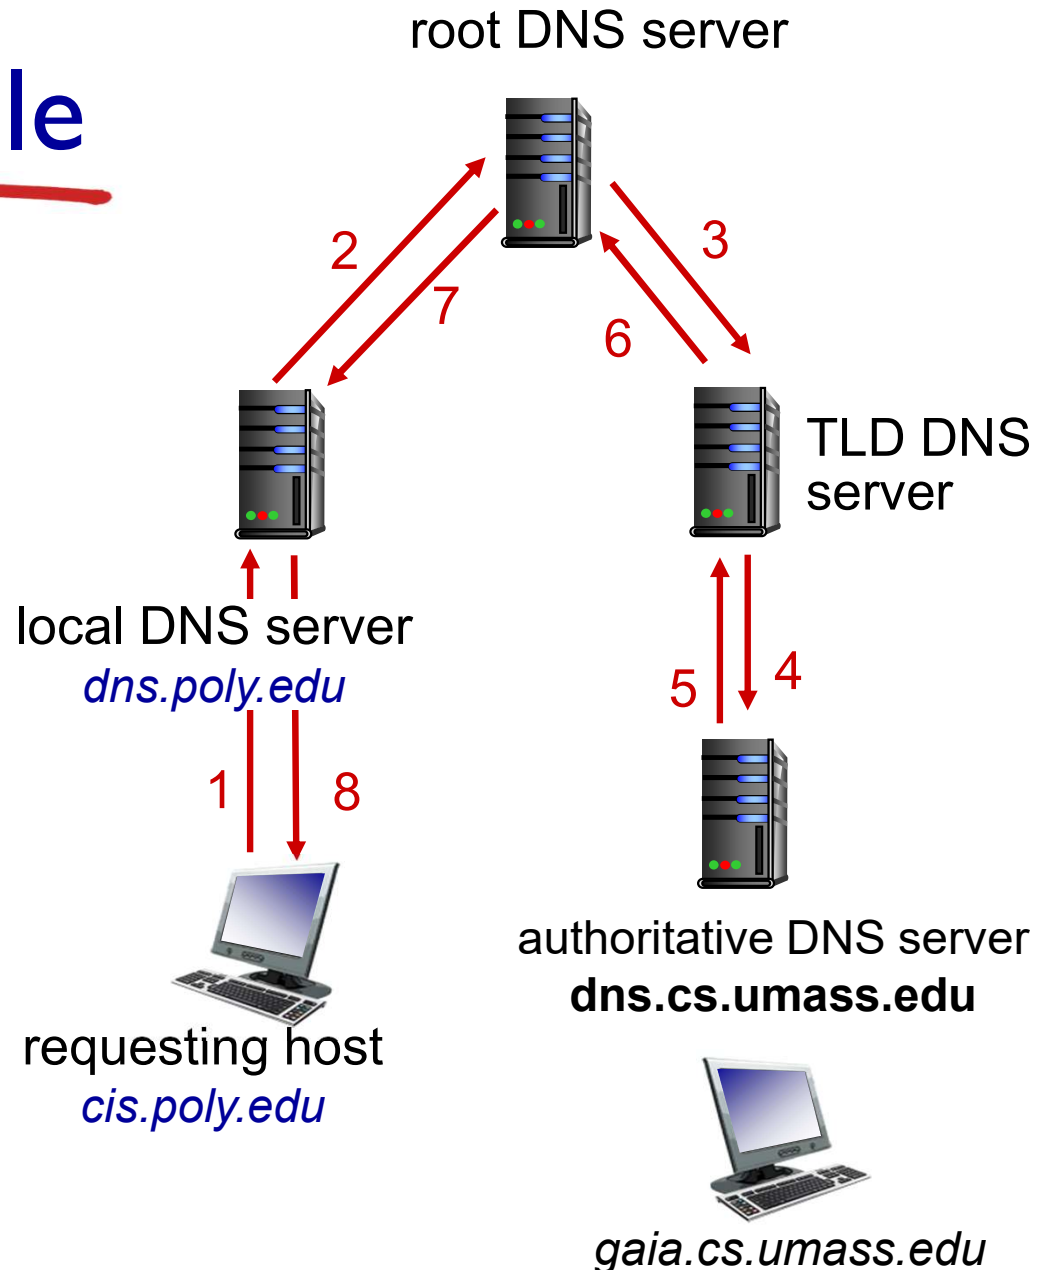 root DNS server
le
2
3
7
6
TLD DNS
server
local DNS server
dns.poly.edu
5
4
1
8
authoritative DNS server
dns.cs.umass.edu
requesting host
cis.poly.edu
gaia.cs.umass.edu